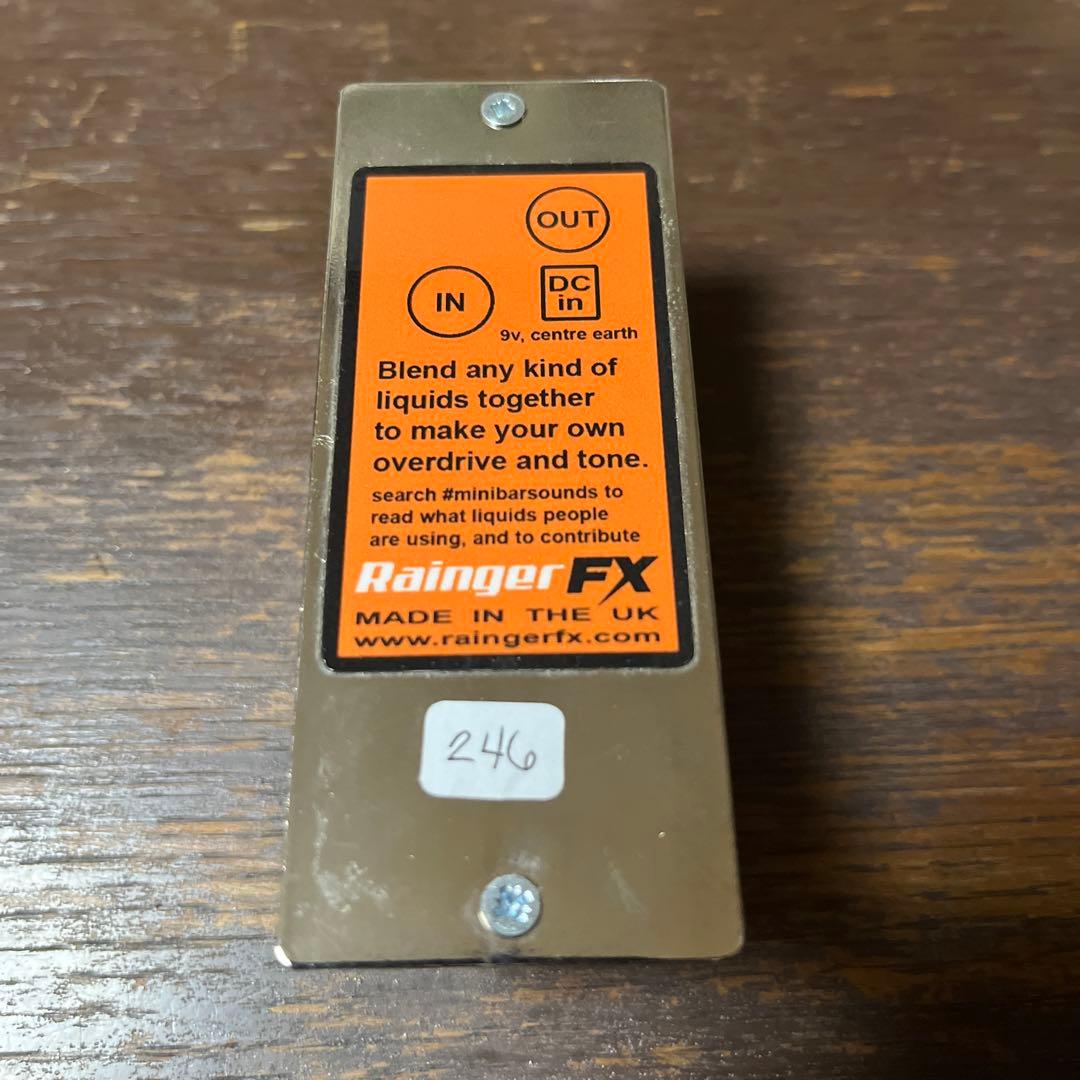 OUT
IN
DC
in
9v, centre earth
Blend any kind of
liquids together
to make your own
overdrive and tone.
search #minibarsounds to
read what liquids people
are using, and to contribute
Rainger FX
MADE IN THE UK
www.raingerfx.com
246